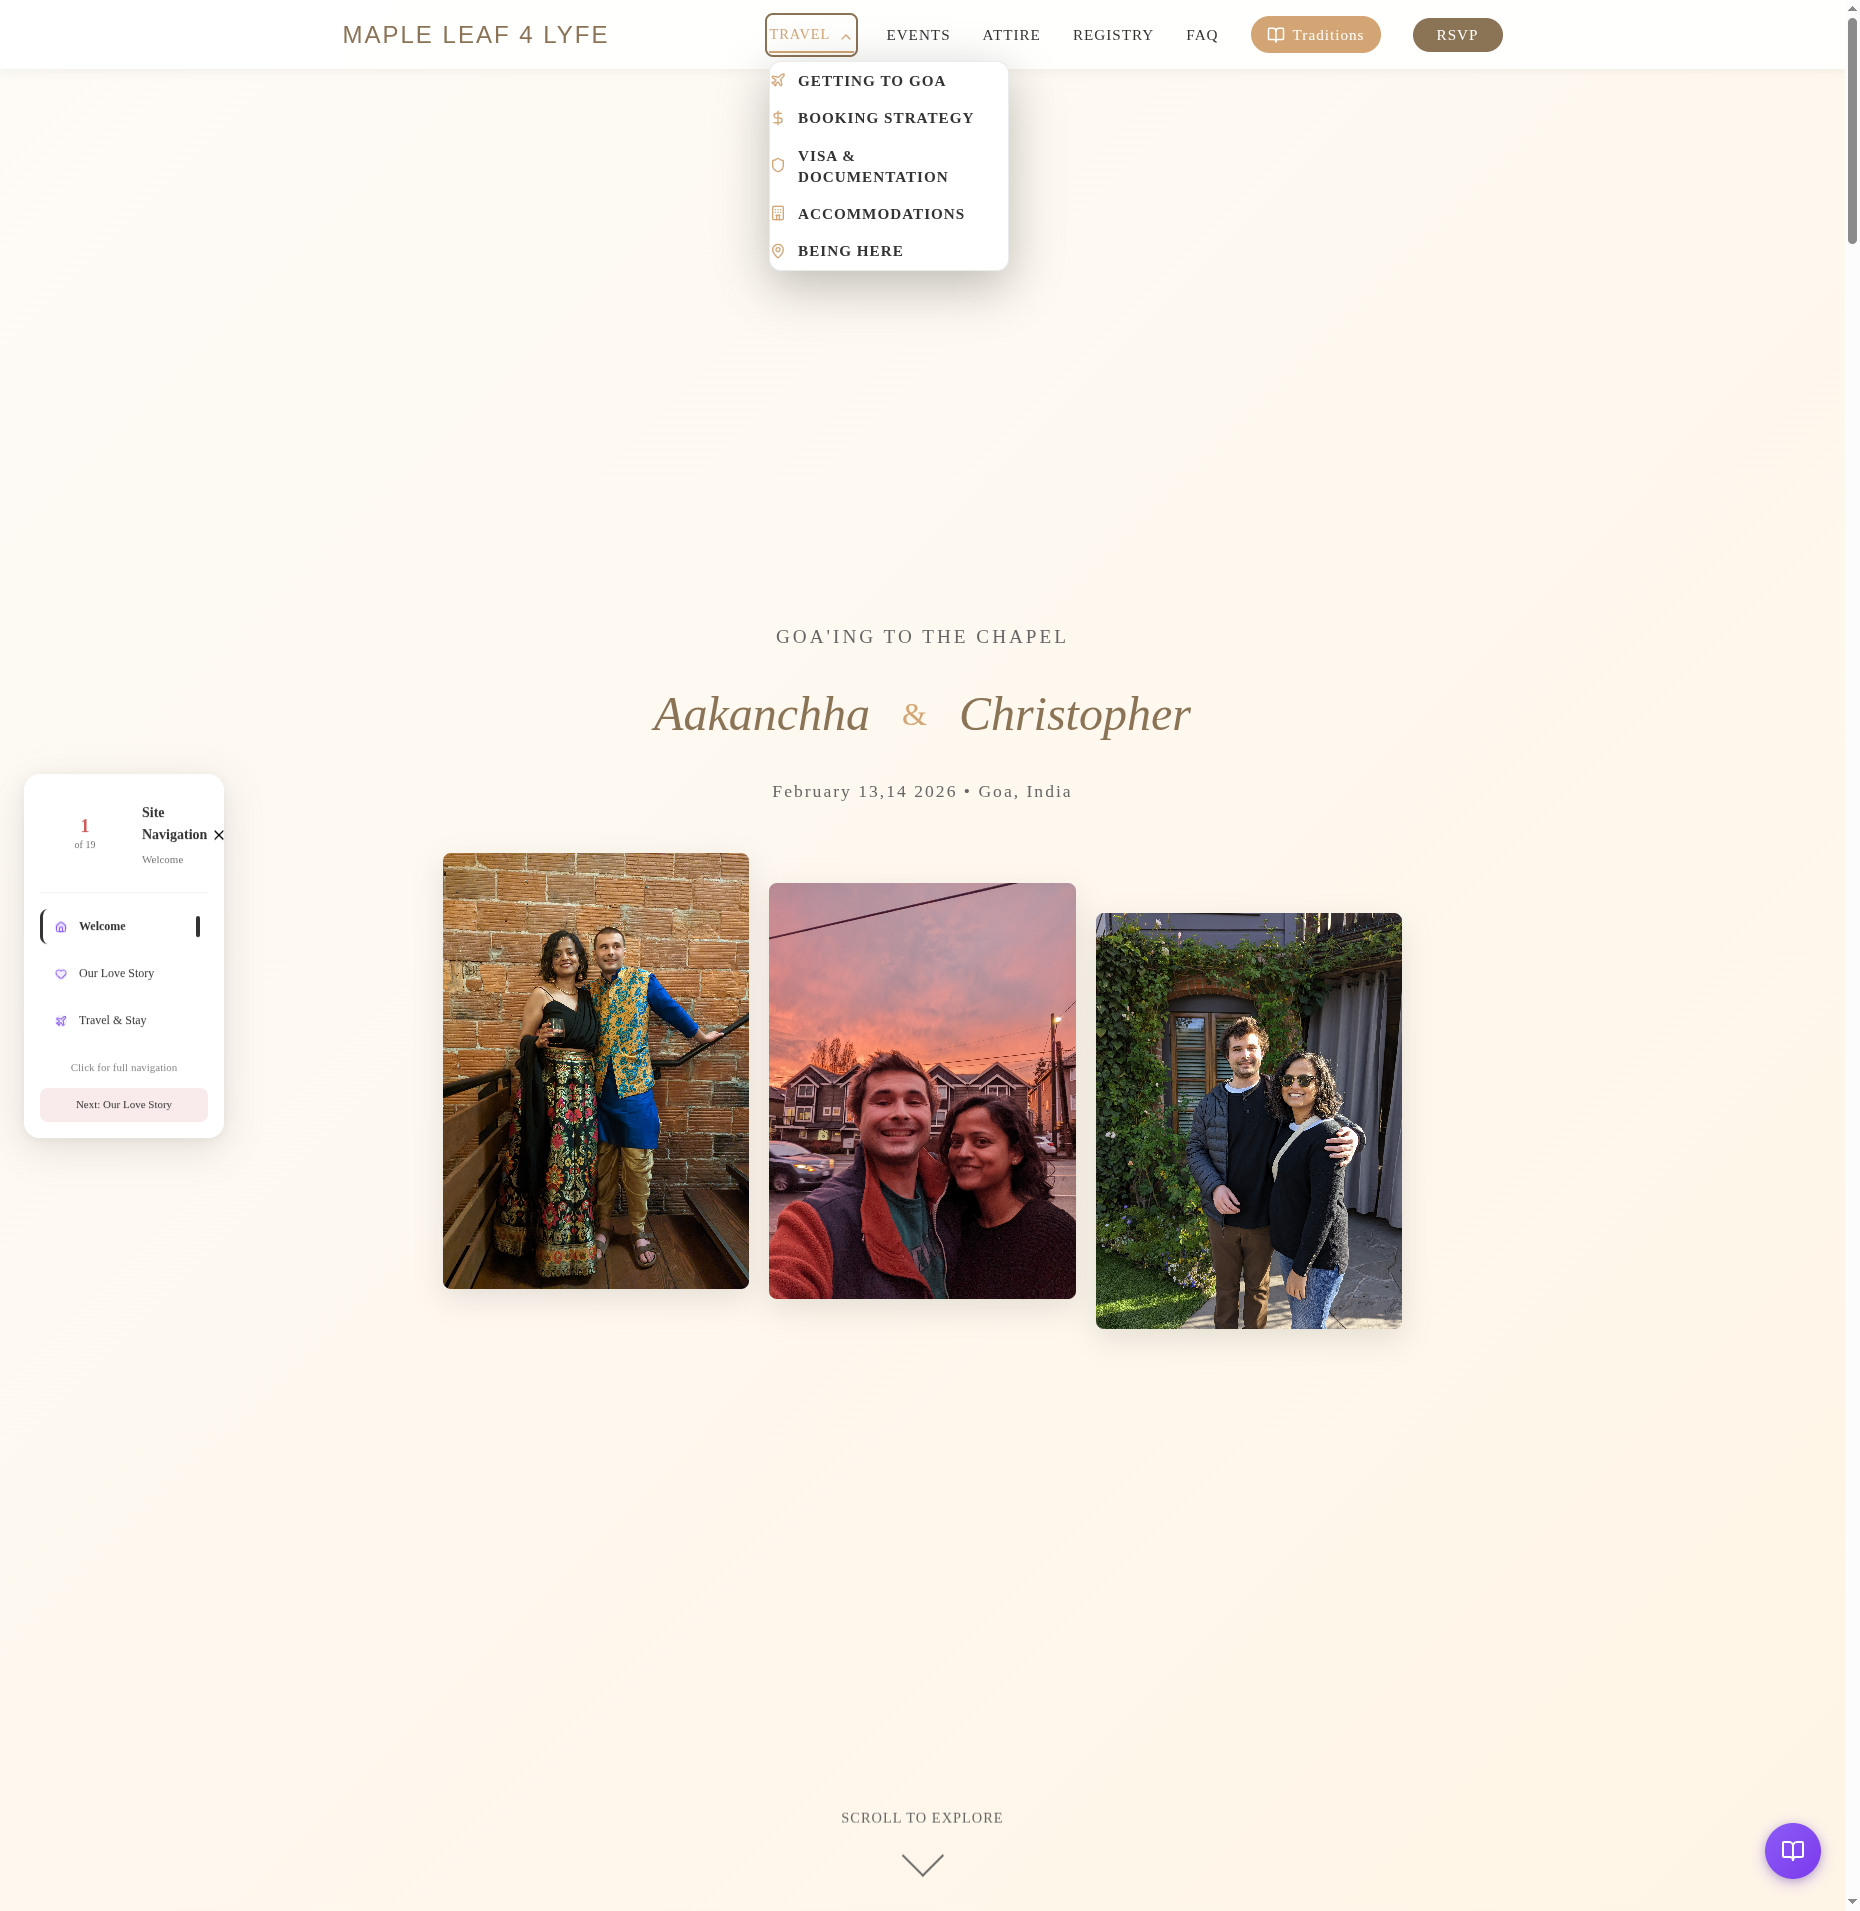 MAPLE LEAF 4 LYFE
TRAVEL
EVENTS
ATTIRE
REGISTRY
FAQ
Traditions
RSVP
GETTING TO GOA
BOOKING STRATEGY
VISA &
DOCUMENTATION
ACCOMMODATIONS
BEING HERE
GOA'ING TO THE CHAPEL
Aakanchha & Christopher
February 13,14 2026 • Goa, India
1
of 19
Site
Navigation
Welcome
Welcome
Our Love Story
Travel & Stay
Click for full navigation
Next: Our Love Story
SCROLL TO EXPLORE